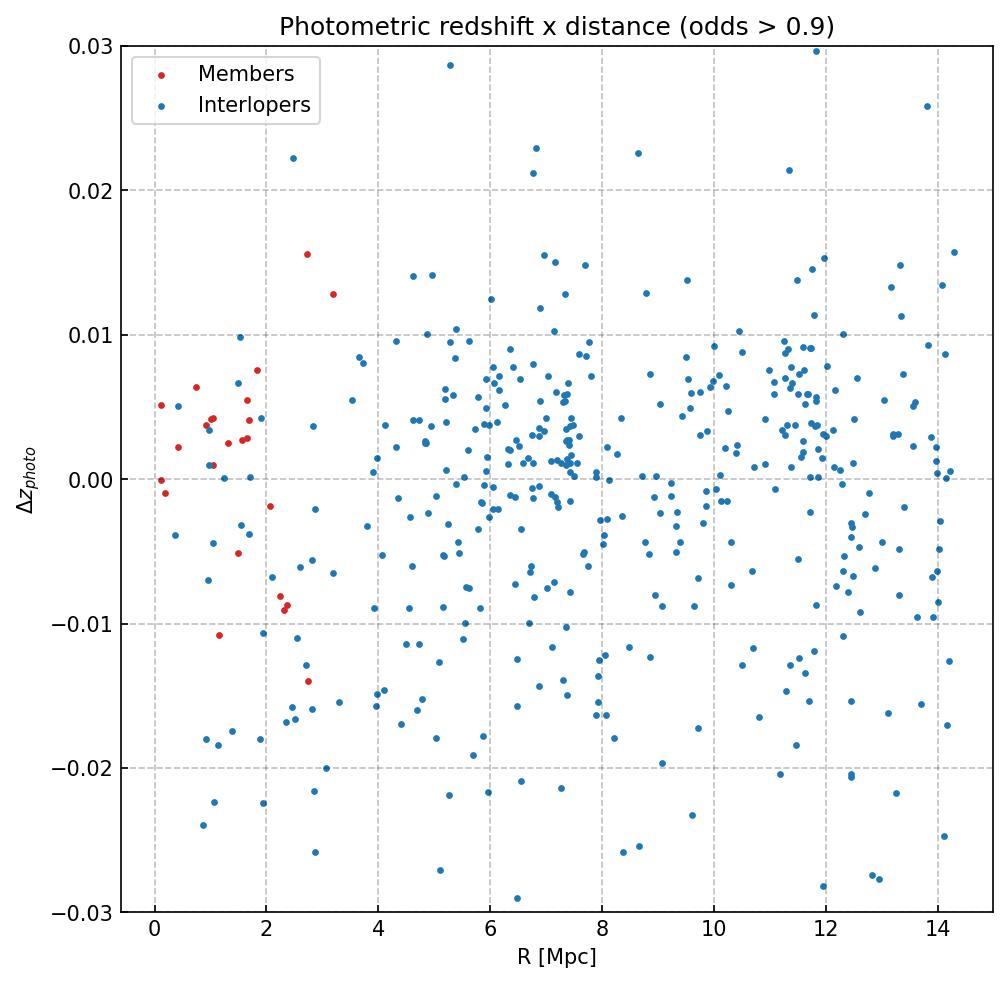 Photometric redshift x distance (odds > 0.9)
Members
Interlopers
0.03
0.02
0.01
0.00
−0.01
−0.02
−0.03
Δz_photo
0 2 4 6 8 10 12 14
R [Mpc]